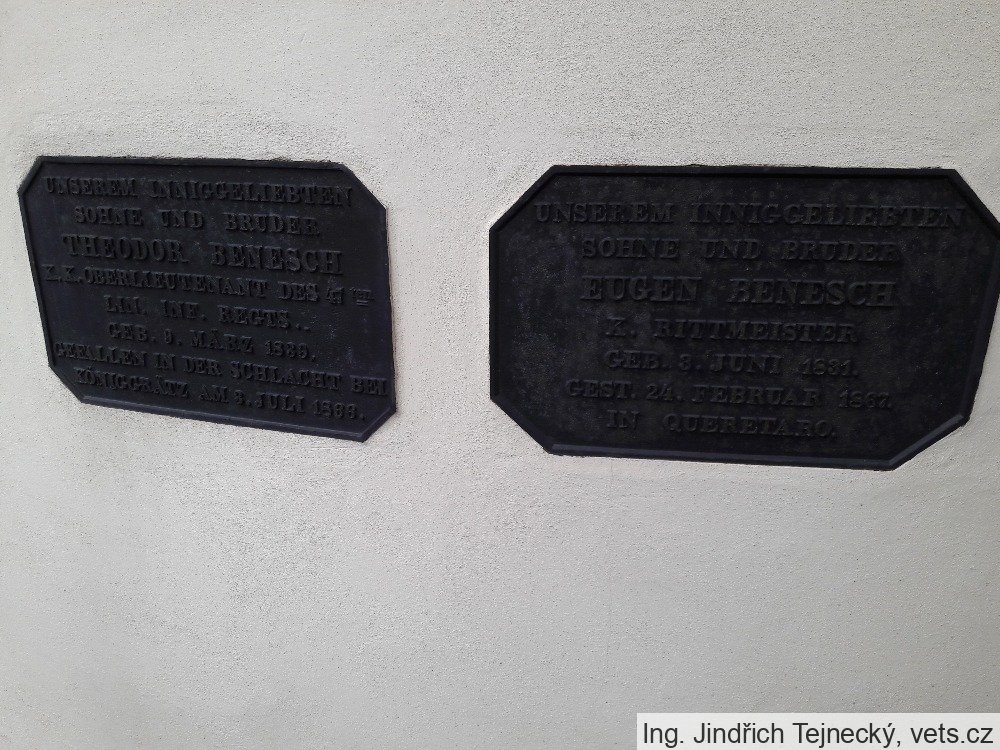 UNSEREM INNIGGELIEBTEN
SOHNE UND BRUDER
THEODOR BENESCH
K.K. OBERLIEUTENANT DES 47TEN
LIN. INF. REGTS..
GEB. 9. MÄRZ 1839.
GEFALLEN IN DER SCHLACHT BEI
KÖNIGGRÄTZ AM 3. JULI 1866.
UNSEREM INNIGGELIEBTEN
SOHNE UND BRUDER
EUGEN BENESCH
K. RITTMEISTER
GEB. 3. JUNI 1831.
GEST. 24. FEBRUAR 1867.
IN QUERETARO.
Ing. Jindřich Tejnecký, vets.cz